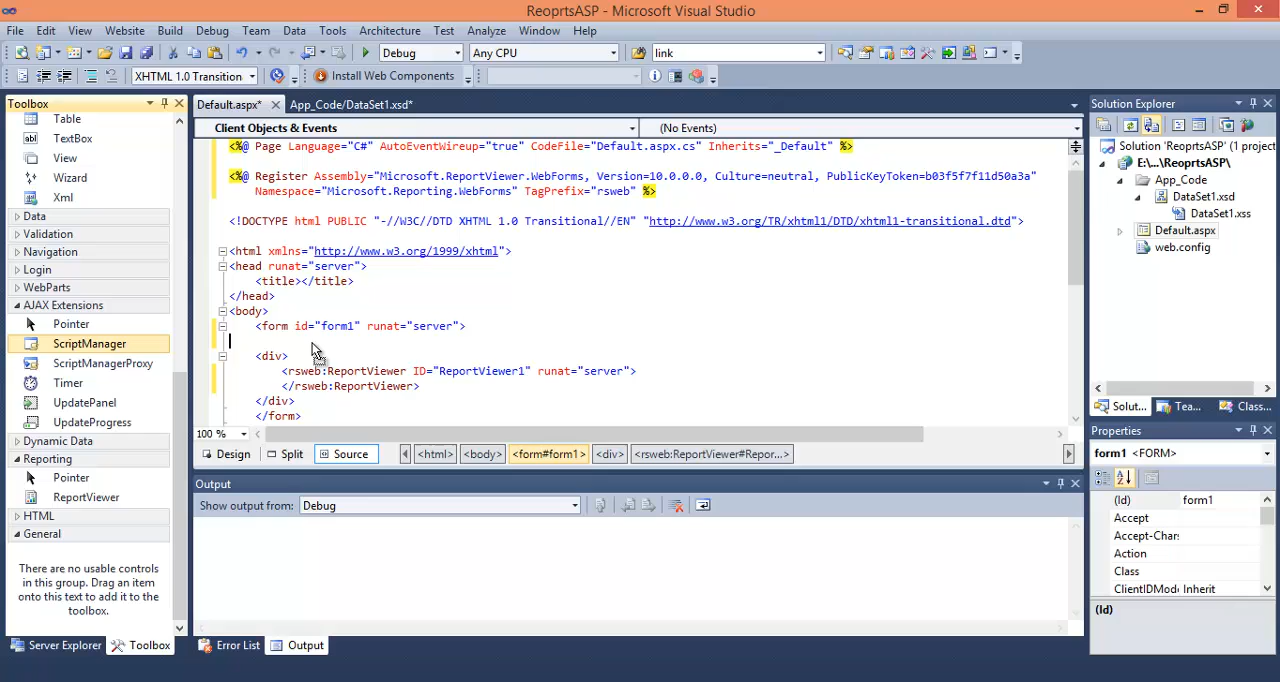 ReoprtsASP - Microsoft Visual Studio
File Edit View Website Build Debug Team Data Tools Architecture Test Analyze Window Help
Debug Any CPU link
XHTML 1.0 Transition Install Web Components
Toolbox
Table
TextBox
View
Wizard
Xml
Data
Validation
Navigation
Login
WebParts
AJAX Extensions
Pointer
ScriptManager
ScriptManagerProxy
Timer
UpdatePanel
UpdateProgress
Dynamic Data
Reporting
Pointer
ReportViewer
HTML
General
There are no usable controls
in this group. Drag an item
onto this text to add it to the
toolbox.
Server Explorer Toolbox
Default.aspx* App_Code/DataSet1.xsd*
Client Objects & Events (No Events)
<%@ Page Language="C#" AutoEventWireup="true" CodeFile="Default.aspx.cs" Inherits="_Default" %>
<%@ Register Assembly="Microsoft.ReportViewer.WebForms, Version=10.0.0.0, Culture=neutral, PublicKeyToken=b03f5f7f11d50a3a"
Namespace="Microsoft.Reporting.WebForms" TagPrefix="rsweb" %>
<!DOCTYPE html PUBLIC "-//W3C//DTD XHTML 1.0 Transitional//EN" "http://www.w3.org/TR/xhtml1/DTD/xhtml1-transitional.dtd">
<html xmlns="http://www.w3.org/1999/xhtml">
<head runat="server">
<title></title>
</head>
<body>
<form id="form1" runat="server">
<div>
<rsweb:ReportViewer ID="ReportViewer1" runat="server">
</rsweb:ReportViewer>
</div>
</form>
100 %
Design Split Source <html> <body> <form#form1> <div> <rsweb:ReportViewer#Repor...>
Output
Show output from: Debug
Error List Output
Solution Explorer
Solution 'ReoprtsASP' (1 project
E:\...\ReoprtsASP\
App_Code
DataSet1.xsd
DataSet1.xss
Default.aspx
web.config
Solut... Tea... Class...
Properties
form1 <FORM>
(Id) form1
Accept
Accept-Chars
Action
Class
ClientIDMode Inherit
(Id)